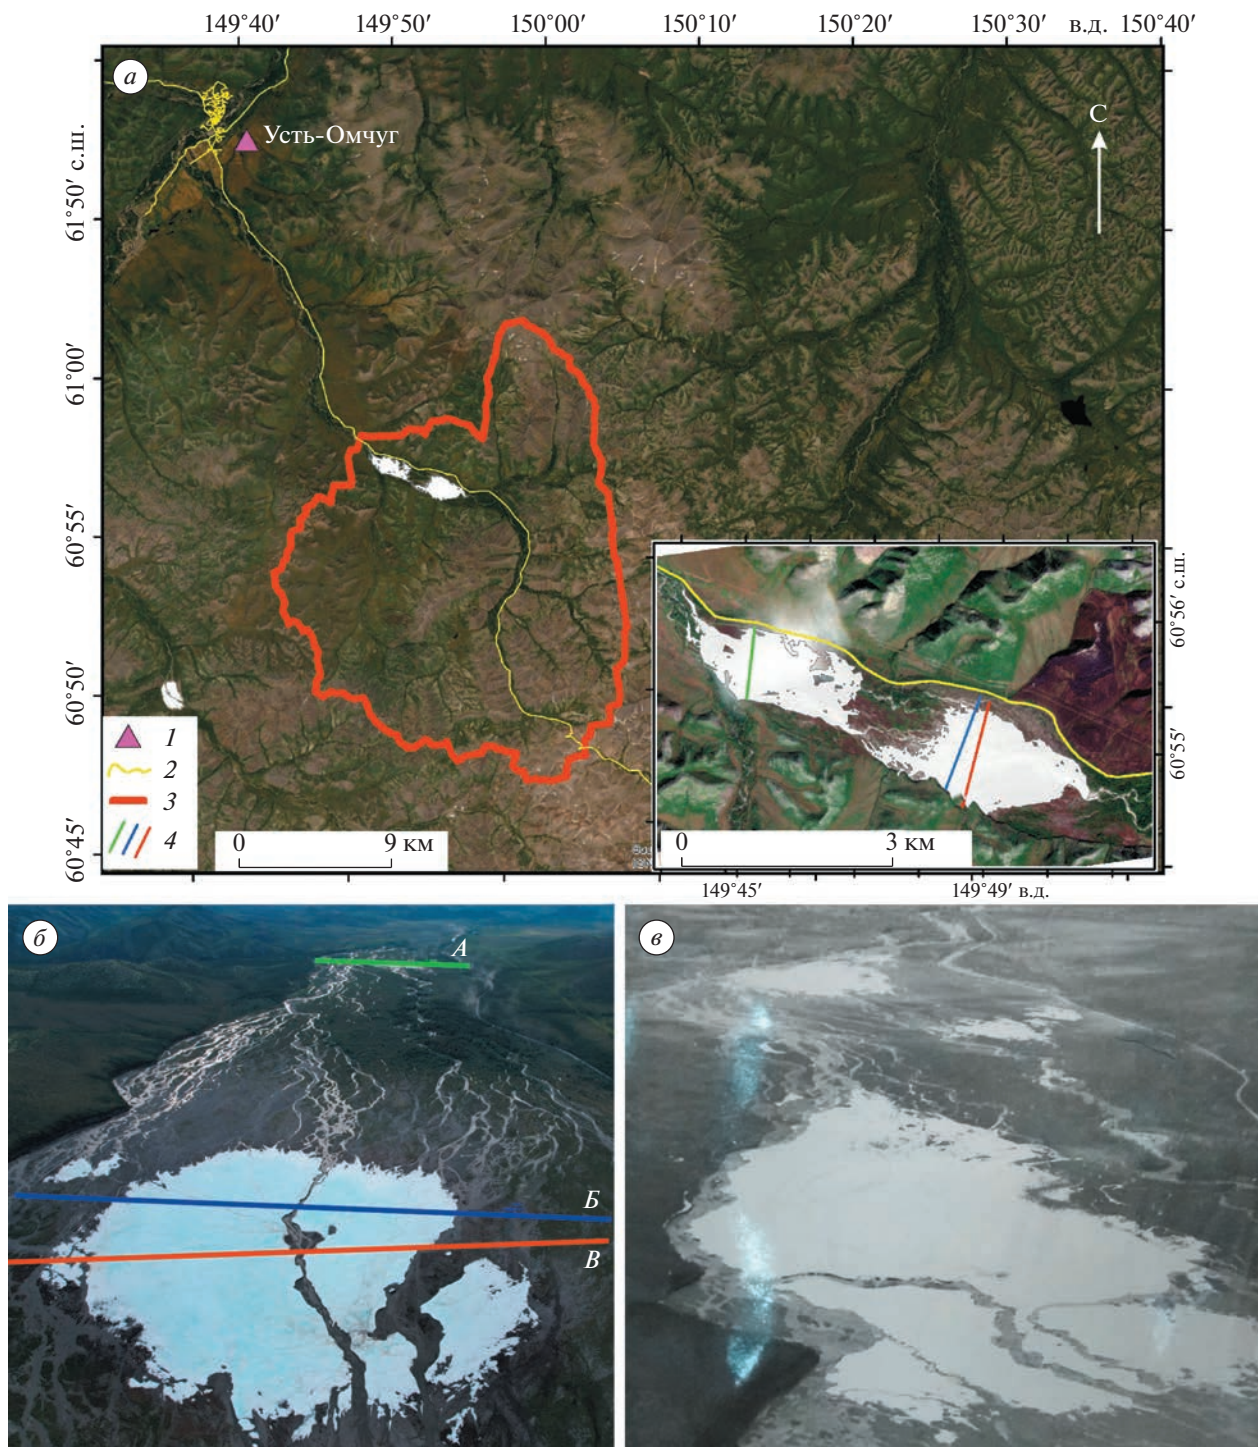 149°40′ 149°50′ 150°00′ 150°10′ 150°20′ 150°30′ в.д. 150°40′
а
Усть-Омчуг
С
61°50′ с.ш.
61°00′
60°55′
60°50′
60°45′
1
2
3
4
0 9 км
0 3 км
60°56′ с.ш.
60°55′
149°45′ 149°49′ в.д.
б
А
Б
В
в